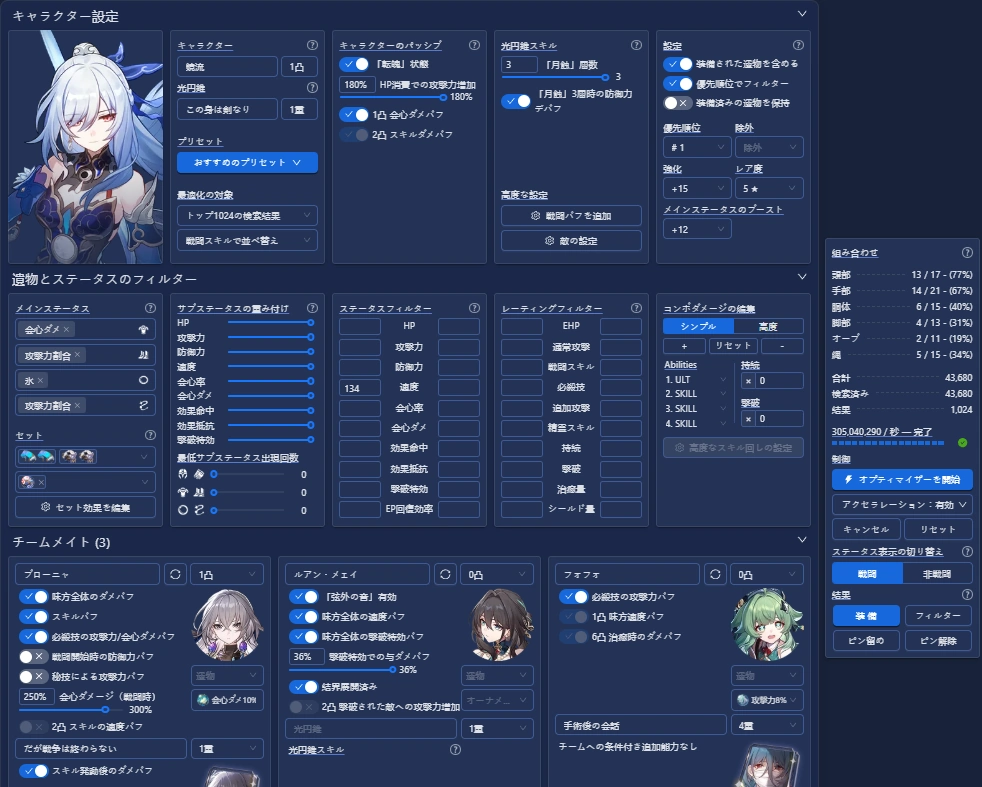 キャラクター設定
キャラクター
鏡流
1凸
光円錐
この身は剣なり
1重
プリセット
おすすめのプリセット
最適化の対象
トップ1024の検索結果
戦闘スキルで並べ替え
キャラクターのパッシブ
「転魄」状態
180% HP消費での攻撃力増加
180%
1凸 会心ダメバフ
2凸 スキルダメバフ
光円錐スキル
3 「月蝕」層数
3
「月蝕」3層時の防御力
デバフ
高度な設定
戦闘バフを追加
敵の設定
設定
装備された遺物を含める
優先順位でフィルター
装備済みの遺物を保持
優先順位 除外
# 1 除外
強化 レア度
+15 5 ★
メインステータスのブースト
+12
遺物とステータスのフィルター
メインステータス
会心ダメ ×
攻撃力割合 ×
氷 ×
攻撃力割合 ×
セット
セット効果を編集
サブステータスの重み付け
HP
攻撃力
防御力
速度
会心率
会心ダメ
効果命中
効果抵抗
撃破特効
最低サブステータス出現回数
0
0
0
ステータスフィルター
HP
攻撃力
防御力
134 速度
会心率
会心ダメ
効果命中
効果抵抗
撃破特効
EP回復効率
レーティングフィルター
EHP
通常攻撃
戦闘スキル
必殺技
追加攻撃
精霊スキル
持続
撃破
治癒量
シールド量
コンボダメージの編集
シンプル 高度
+ リセット -
Abilities 持続
1. ULT × 0
2. SKILL
3. SKILL 撃破
4. SKILL × 0
高度なスキル回しの設定
チームメイト (3)
ブローニャ
1凸
味方全体のダメバフ
スキルバフ
必殺技の攻撃力/会心ダメバフ
戦闘開始時の防御力バフ
秘技による攻撃力バフ
250% 会心ダメージ（戦闘時）
300%
2凸 スキルの速度バフ
遺物
会心ダメ10%
だが戦争は終わらない
1重
スキル発動後のダメバフ
ルアン・メェイ
0凸
「弦外の音」有効
味方全体の速度バフ
味方全体の撃破特効バフ
36% 撃破特効での与ダメバフ
36%
結界展開済み
2凸 撃破された敵への攻撃力増加
遺物
オーナメ...
光円錐
1重
光円錐スキル
フォフォ
0凸
必殺技の攻撃力バフ
1凸 味方速度バフ
6凸 治癒時のダメバフ
遺物
攻撃力8%
手術後の会話
4重
チームへの条件付き追加能力なし
組み合わせ
頭部 13 / 17 - (77%)
手部 14 / 21 - (67%)
胴体 6 / 15 - (40%)
脚部 4 / 13 - (31%)
オーブ 2 / 11 - (19%)
縄 5 / 15 - (34%)
合計 43,680
検索済み 43,680
結果 1,024
305,040,290 / 秒 — 完了
制御
オプティマイザーを開始
アクセラレーション：有効
キャンセル リセット
ステータス表示の切り替え
戦闘 非戦闘
結果
装備 フィルター
ピン留め ピン解除